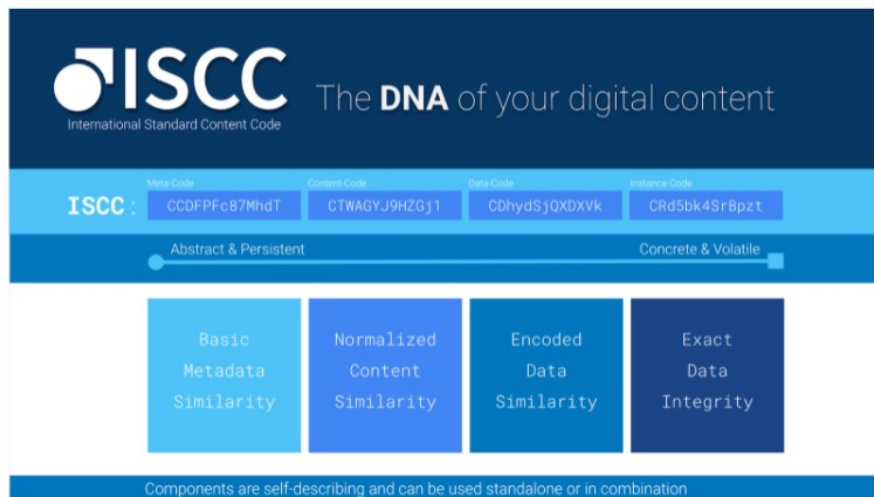 ISCC
International Standard Content Code
The DNA of your digital content
Meta-Code Content-Code Data-Code Instance-Code
ISCC : CCDFPFc87MhdT CTWAGYJ9HZGj1 CDhydSjQXDXVk CRd5bk4SrBpzt
Abstract & Persistent Concrete & Volatile
Basic
Metadata
Similarity
Normalized
Content
Similarity
Encoded
Data
Similarity
Exact
Data
Integrity
Components are self-describing and can be used standalone or in combination